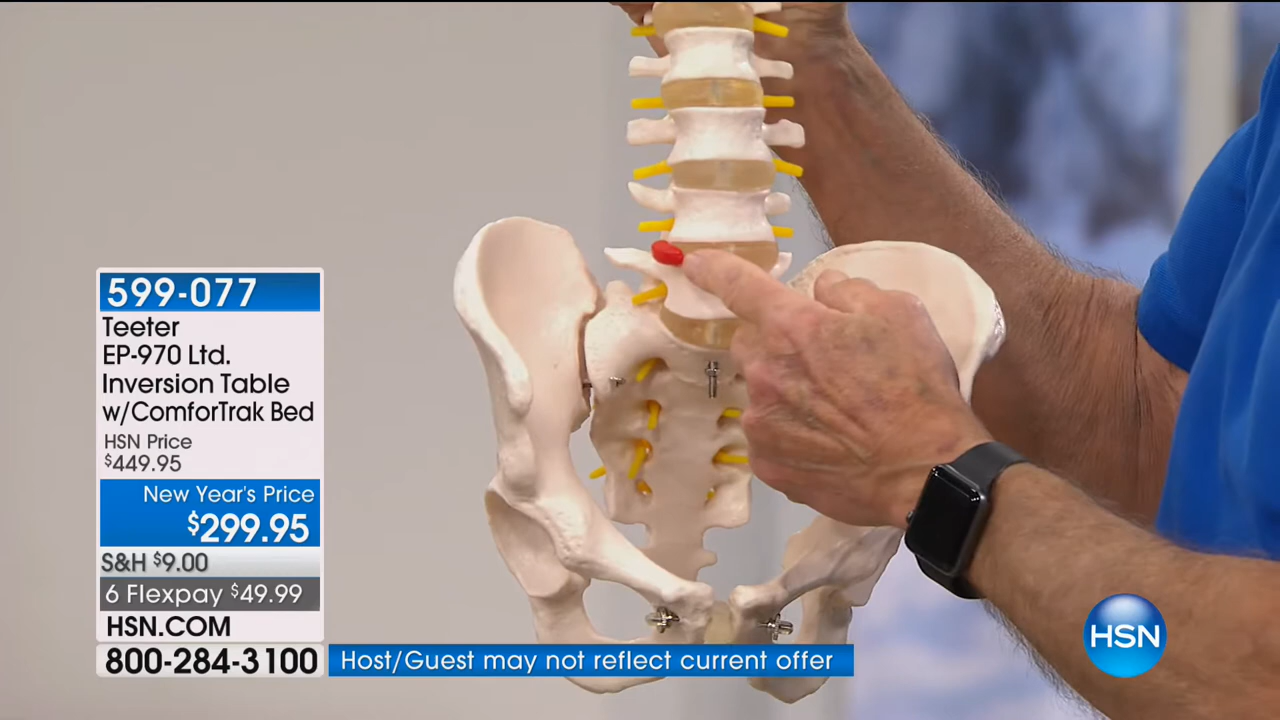 599-077
Teeter
EP-970 Ltd.
Inversion Table
w/ComforTrak Bed
HSN Price
$449.95
New Year's Price
$299.95
S&H $9.00
6 Flexpay $49.99
HSN.COM
800-284-3100
Host/Guest may not reflect current offer
HSN